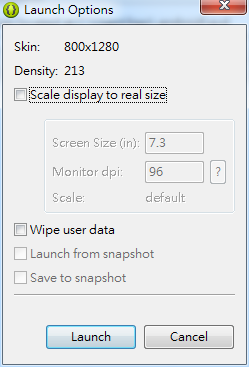 Launch Options
Skin: 800x1280
Density: 213
Scale display to real size
Screen Size (in): 7.3
Monitor dpi: 96 ?
Scale: default
Wipe user data
Launch from snapshot
Save to snapshot
Launch Cancel